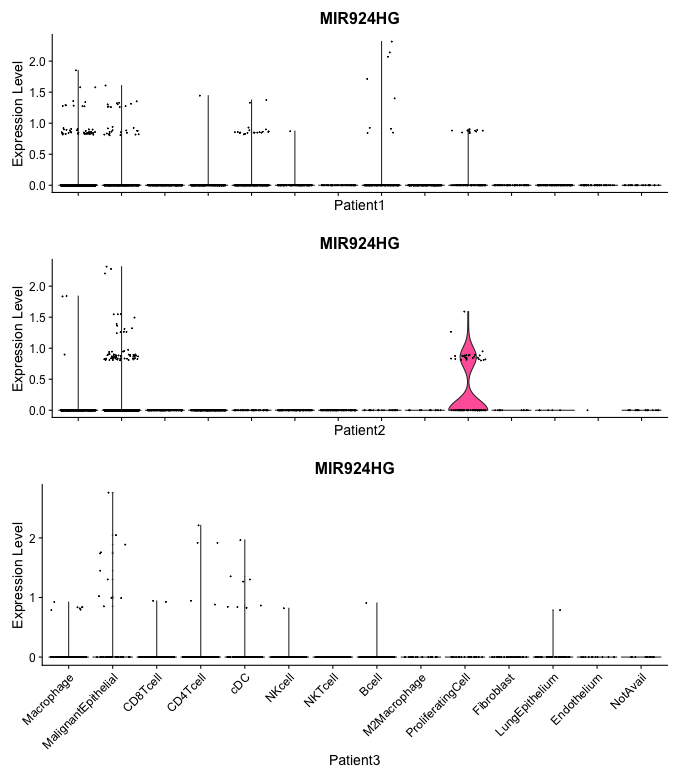 MIR924HG
Expression Level
2.0
1.5
1.0
0.5
0.0
Patient1
MIR924HG
Expression Level
2.0
1.5
1.0
0.5
0.0
Patient2
MIR924HG
Expression Level
2
1
0
Macrophage
MalignantEpithelial
CD8Tcell
CD4Tcell
cDC
NKcell
NKTcell
Bcell
M2Macrophage
ProliferatingCell
Fibroblast
LungEpithelium
Endothelium
NotAvail
Patient3